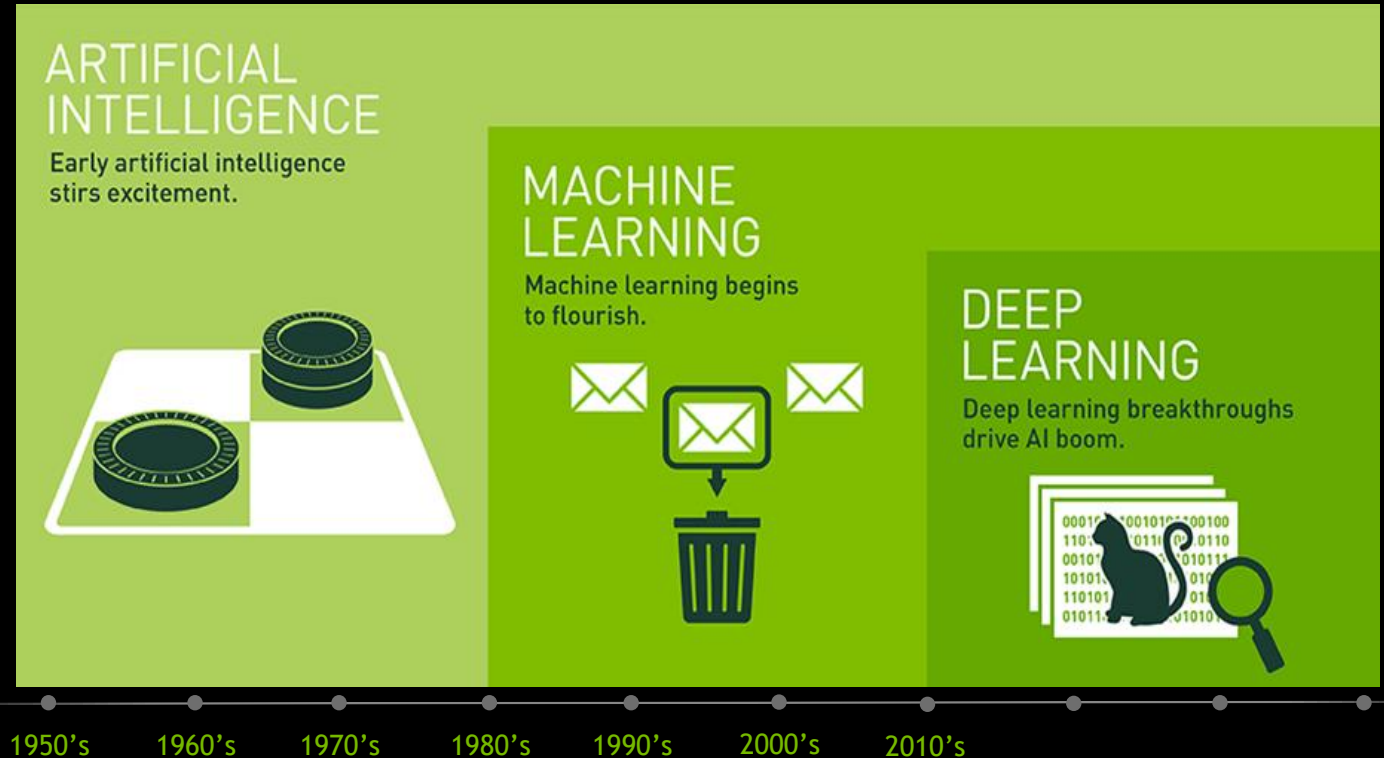 ARTIFICIAL
INTELLIGENCE
Early artificial intelligence
stirs excitement.
MACHINE
LEARNING
Machine learning begins
to flourish.
DEEP
LEARNING
Deep learning breakthroughs
drive AI boom.
1950's
1960's
1970's
1980's
1990's
2000's
2010's